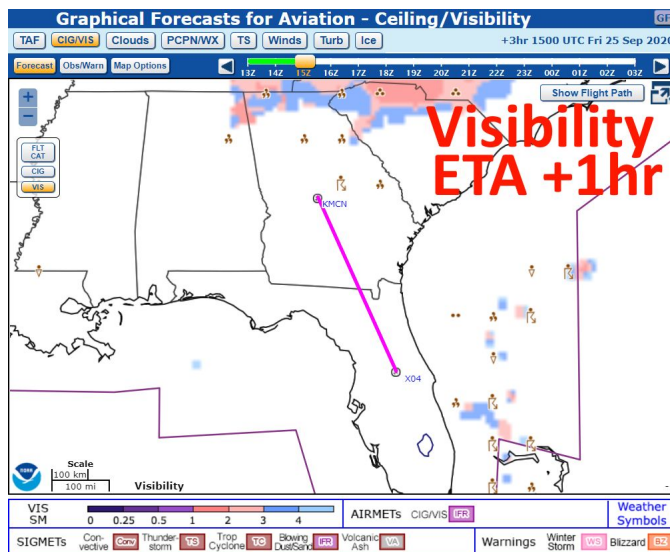 Graphical Forecasts for Aviation - Ceiling/Visibility
GF
TAF CIG/VIS Clouds PCPN/WX TS Winds Turb Ice +3hr 1500 UTC Fri 25 Sep 2020
Forecast Obs/Warn Map Options
13Z 15Z 17Z 18Z 19Z 20Z 21Z 22Z 23Z 00Z 01Z 02Z 03Z
+
−
Show Flight Path
Visibility
ETA +1hr
FLT
CAT
CIG
VIS
KMCN
X04
NOAA
Scale
100 km
100 mi
Visibility
VIS
SM
0 0.25 0.5 1 2 3 4
AIRMETs CIG/VIS IFR
Weather
Symbols
SIGMETs Con-
vective Conv Thunder-
storm TS Trop
Cyclone TC Blowing
Dust/Sand IFR Volcanic
Ash VA
Warnings Winter
Storm WS Blizzard BZ